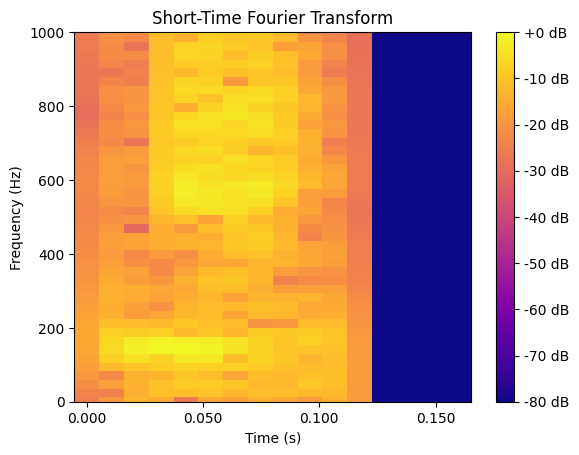 Short-Time Fourier Transform
1000
800
600
400
200
0
Frequency (Hz)
0.000
0.050
0.100
0.150
Time (s)
+0 dB
-10 dB
-20 dB
-30 dB
-40 dB
-50 dB
-60 dB
-70 dB
-80 dB